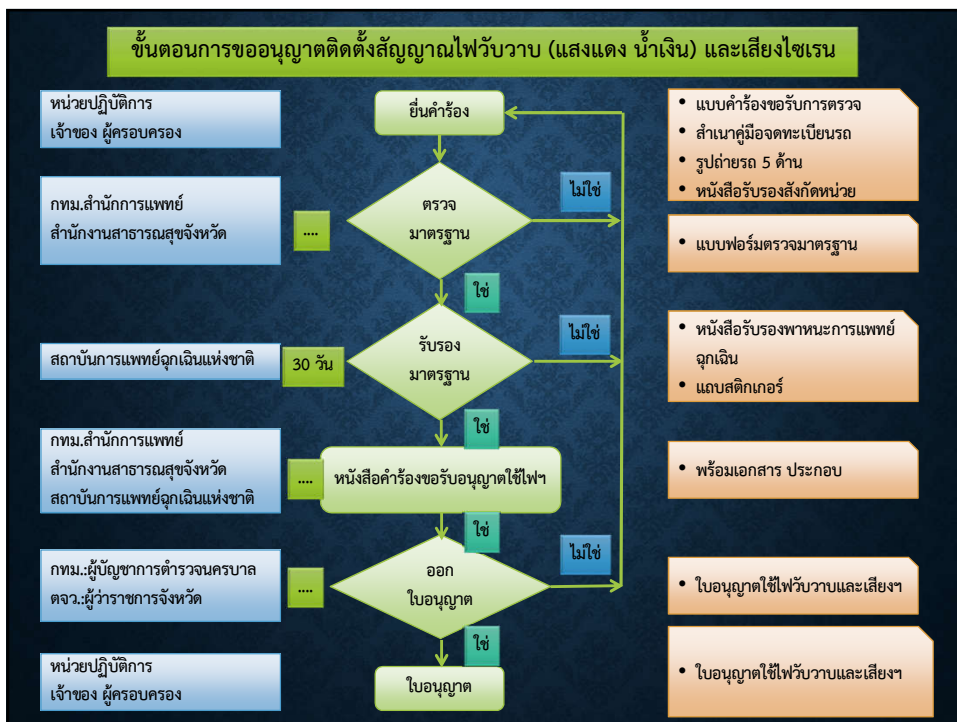 ขั้นตอนการขออนุญาตติดตั้งสัญญาณไฟวับวาบ (แสงแดง น้ำเงิน) และเสียงไซเรน
หน่วยปฏิบัติการ
เจ้าของ ผู้ครอบครอง
ยื่นคำร้อง
• แบบคำร้องขอรับการตรวจ
• สำเนาคู่มือจดทะเบียนรถ
• รูปถ่ายรถ 5 ด้าน
• หนังสือรับรองสังกัดหน่วย
กทม.สำนักการแพทย์
สำนักงานสาธารณสุขจังหวัด
....
ตรวจ
มาตรฐาน
ไม่ใช่
• แบบฟอร์มตรวจมาตรฐาน
ใช่
สถาบันการแพทย์ฉุกเฉินแห่งชาติ
30 วัน
รับรอง
มาตรฐาน
ไม่ใช่
• หนังสือรับรองพาหนะการแพทย์
ฉุกเฉิน
• แถบสติกเกอร์
ใช่
กทม.สำนักการแพทย์
สำนักงานสาธารณสุขจังหวัด
สถาบันการแพทย์ฉุกเฉินแห่งชาติ
....
หนังสือคำร้องขอรับอนุญาตใช้ไฟฯ
• พร้อมเอกสาร ประกอบ
ใช่
กทม.:ผู้บัญชาการตำรวจนครบาล
ตจว.:ผู้ว่าราชการจังหวัด
....
ออก
ใบอนุญาต
ไม่ใช่
• ใบอนุญาตใช้ไฟวับวาบและเสียงฯ
ใช่
หน่วยปฏิบัติการ
เจ้าของ ผู้ครอบครอง
ใบอนุญาต
• ใบอนุญาตใช้ไฟวับวาบและเสียงฯ